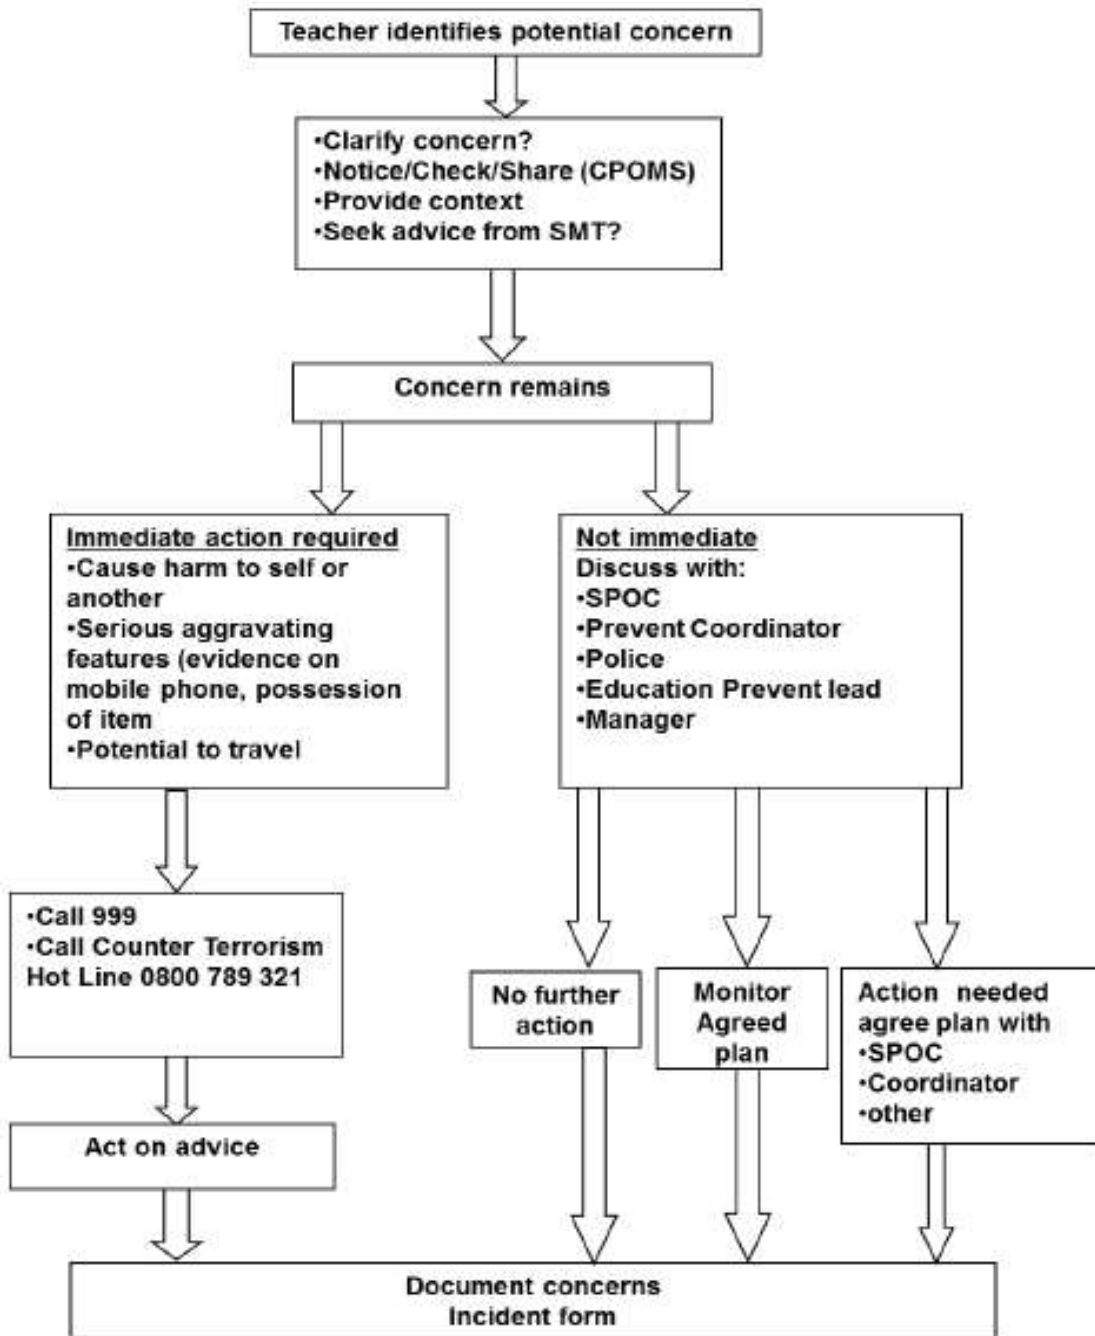 Teacher identifies potential concern
•Clarify concern?
•Notice/Check/Share (CPOMS)
•Provide context
•Seek advice from SMT?
Concern remains
Immediate action required
•Cause harm to self or
another
•Serious aggravating
features (evidence on
mobile phone, possession
of item
•Potential to travel
Not immediate
Discuss with:
•SPOC
•Prevent Coordinator
•Police
•Education Prevent lead
•Manager
•Call 999
•Call Counter Terrorism
Hot Line 0800 789 321
No further
action
Monitor
Agreed
plan
Action needed
agree plan with
•SPOC
•Coordinator
•other
Act on advice
Document concerns
Incident form